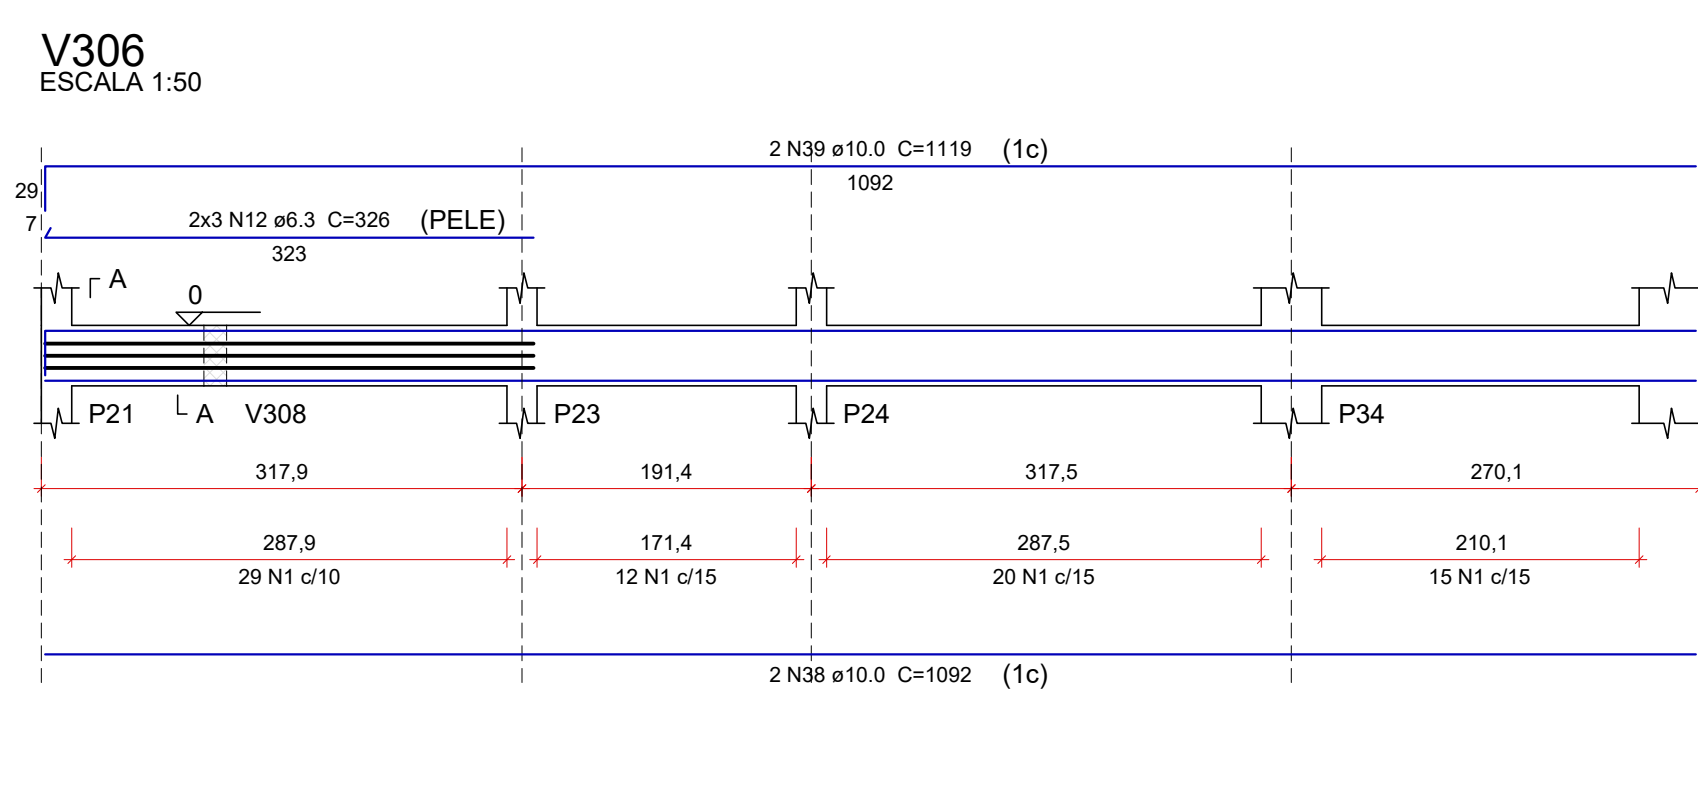 V306
ESCALA 1:50
2 N39 ø10.0 C=1119 (1c)
1092
29
7
2x3 N12 ø6.3 C=326 (PELE)
323
A
0
P21
A
V308
P23
P24
P34
317,9 191,4 317,5 270,1
287,9 171,4 287,5 210,1
29 N1 c/10 12 N1 c/15 20 N1 c/15 15 N1 c/15
2 N38 ø10.0 C=1092 (1c)